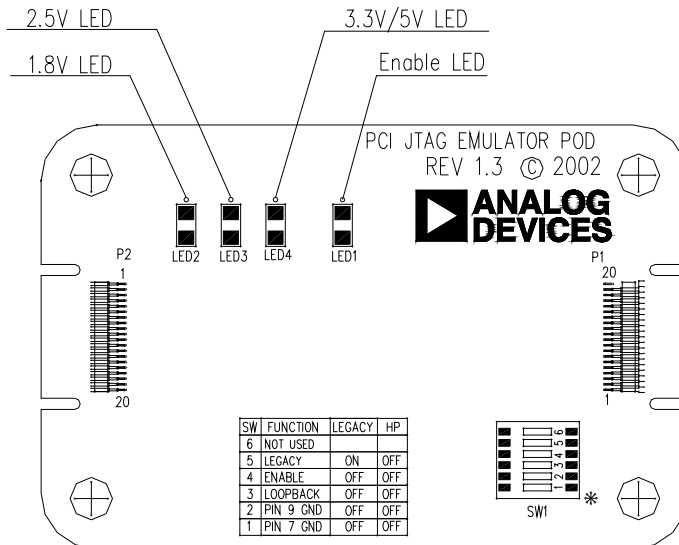 2.5V LED
3.3V/5V LED
1.8V LED
Enable LED
PCI JTAG EMULATOR POD
REV 1.3 © 2002
ANALOG
DEVICES
LED2 LED3 LED4 LED1
P2
1
20
P1
20
1
SW FUNCTION LEGACY HP
6 NOT USED
5 LEGACY ON OFF
4 ENABLE OFF OFF
3 LOOPBACK OFF OFF
2 PIN 9 GND OFF OFF
1 PIN 7 GND OFF OFF
6
5
4
3
2
1
SW1